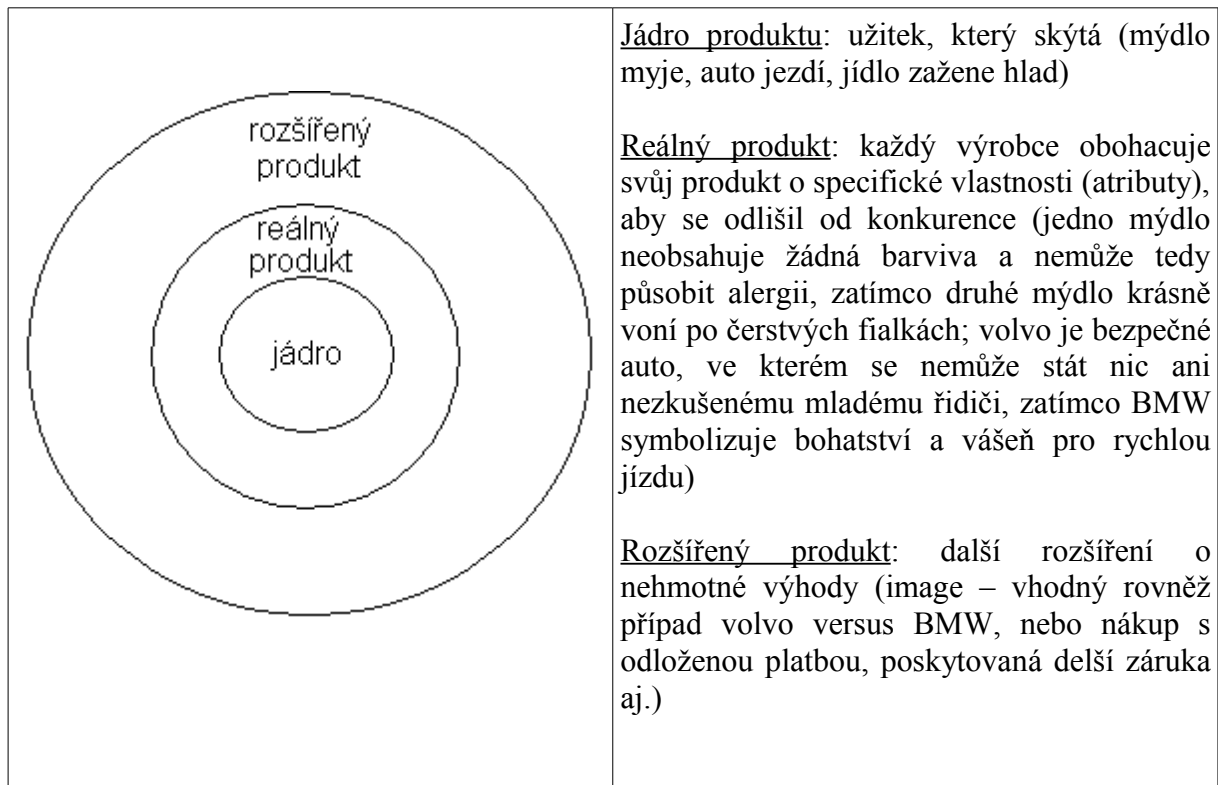 rozšířený
produkt
reálný
produkt
jádro
Jádro produktu: užitek, který skýtá (mýdlo
myje, auto jezdí, jídlo zažene hlad)
Reálný produkt: každý výrobce obohacuje
svůj produkt o specifické vlastnosti (atributy),
aby se odlišil od konkurence (jedno mýdlo
neobsahuje žádná barviva a nemůže tedy
působit alergii, zatímco druhé mýdlo krásně
voní po čerstvých fialkách; volvo je bezpečné
auto, ve kterém se nemůže stát nic ani
nezkušenému mladému řidiči, zatímco BMW
symbolizuje bohatství a vášeň pro rychlou
jízdu)
Rozšířený produkt: další rozšíření o
nehmotné výhody (image – vhodný rovněž
případ volvo versus BMW, nebo nákup s
odloženou platbou, poskytovaná delší záruka
aj.)